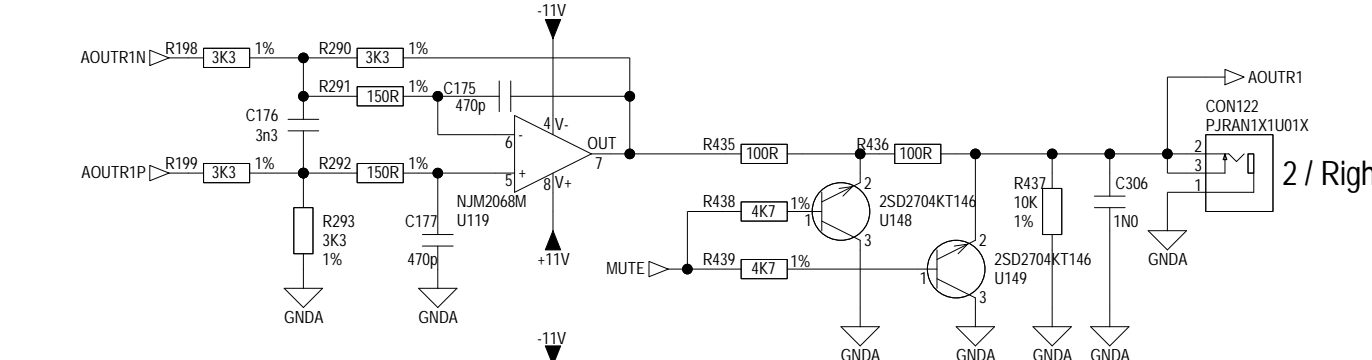 -11V
AOUTR1N R198 3K3 1% R290 3K3 1%
R291 150R 1% C175 470p
C176 3n3
4 V-
6 -
OUT 7
AOUTR1P R199 3K3 1% R292 150R 1% 5 + 8 V+
NJM2068M U119
R293 3K3 1%
C177 470p
+11V
GNDA GNDA
R435 100R R436 100R
R438 4K7 1% 1 2 3 2SD2704KT146 U148
MUTE R439 4K7 1% 1 2 3 2SD2704KT146 U149
R437 10K 1%
C306 1N0
AOUTR1
CON122
PJRAN1X1U01X
2
3
1
2 / Righ
GNDA
GNDA GNDA GNDA GNDA
-11V